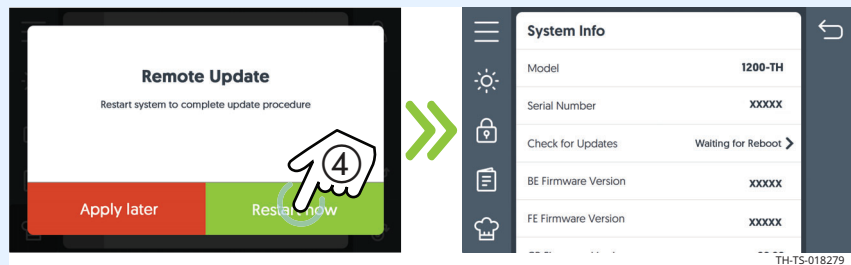 Remote Update
Restart system to complete update procedure
4
Apply later
Restart now
System Info
Model 1200-TH
Serial Number XXXXX
Check for Updates Waiting for Reboot
BE Firmware Version XXXXX
FE Firmware Version XXXXX
TH-TS-018279